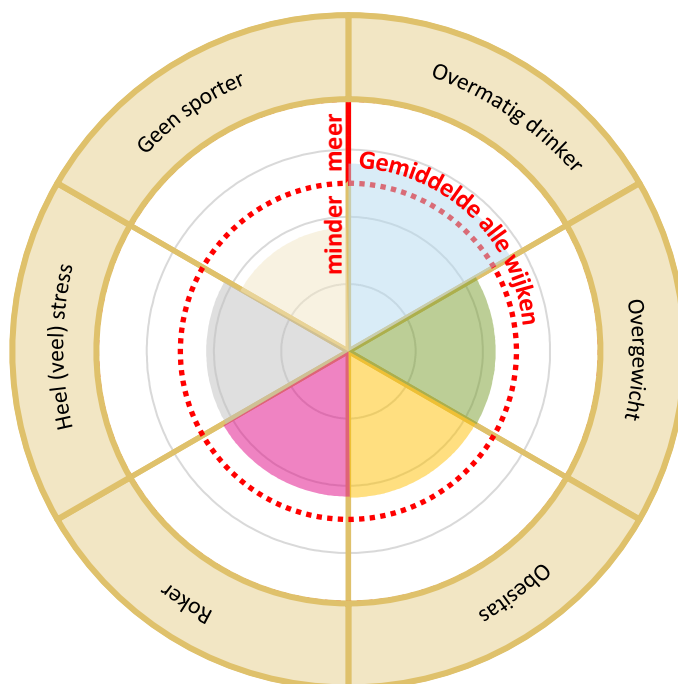 Geen sporter
Overmatig drinker
meer
Gemiddelde alle wijken
minder
Heel (veel) stress
Overgewicht
Roker
Obesitas